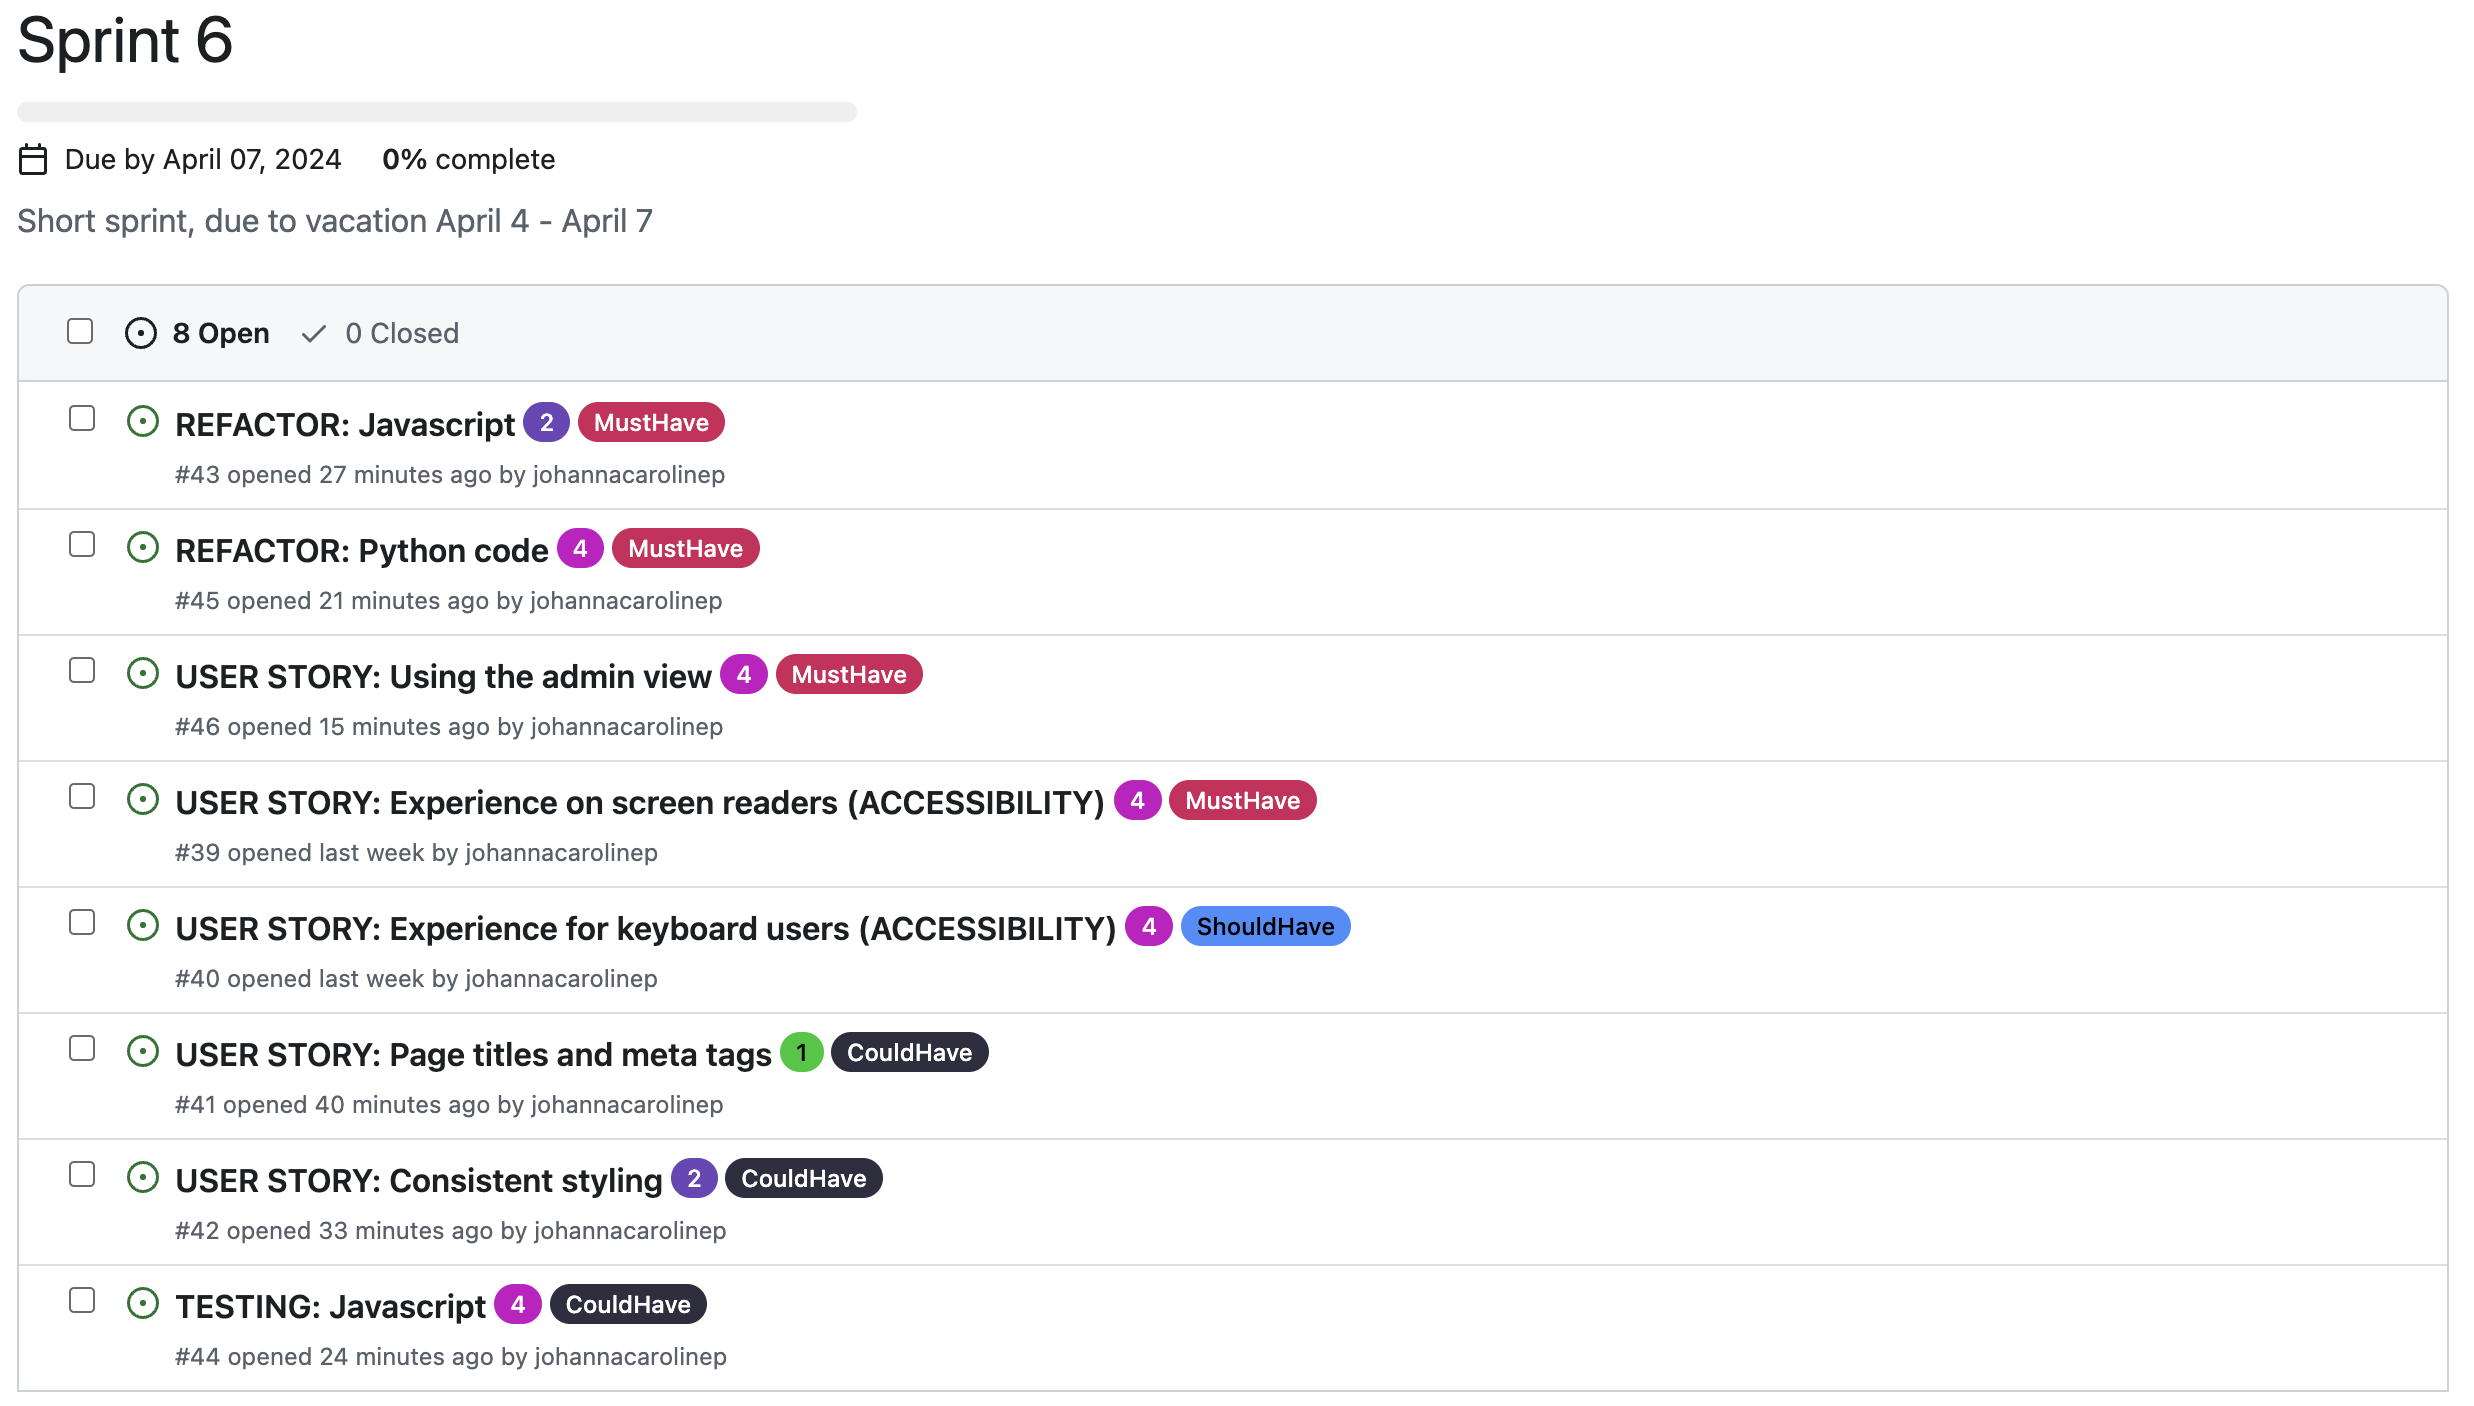 Sprint 6
Due by April 07, 2024 0% complete
Short sprint, due to vacation April 4 - April 7
8 Open 0 Closed
REFACTOR: Javascript 2 MustHave
#43 opened 27 minutes ago by johannacarolinep
REFACTOR: Python code 4 MustHave
#45 opened 21 minutes ago by johannacarolinep
USER STORY: Using the admin view 4 MustHave
#46 opened 15 minutes ago by johannacarolinep
USER STORY: Experience on screen readers (ACCESSIBILITY) 4 MustHave
#39 opened last week by johannacarolinep
USER STORY: Experience for keyboard users (ACCESSIBILITY) 4 ShouldHave
#40 opened last week by johannacarolinep
USER STORY: Page titles and meta tags 1 CouldHave
#41 opened 40 minutes ago by johannacarolinep
USER STORY: Consistent styling 2 CouldHave
#42 opened 33 minutes ago by johannacarolinep
TESTING: Javascript 4 CouldHave
#44 opened 24 minutes ago by johannacarolinep